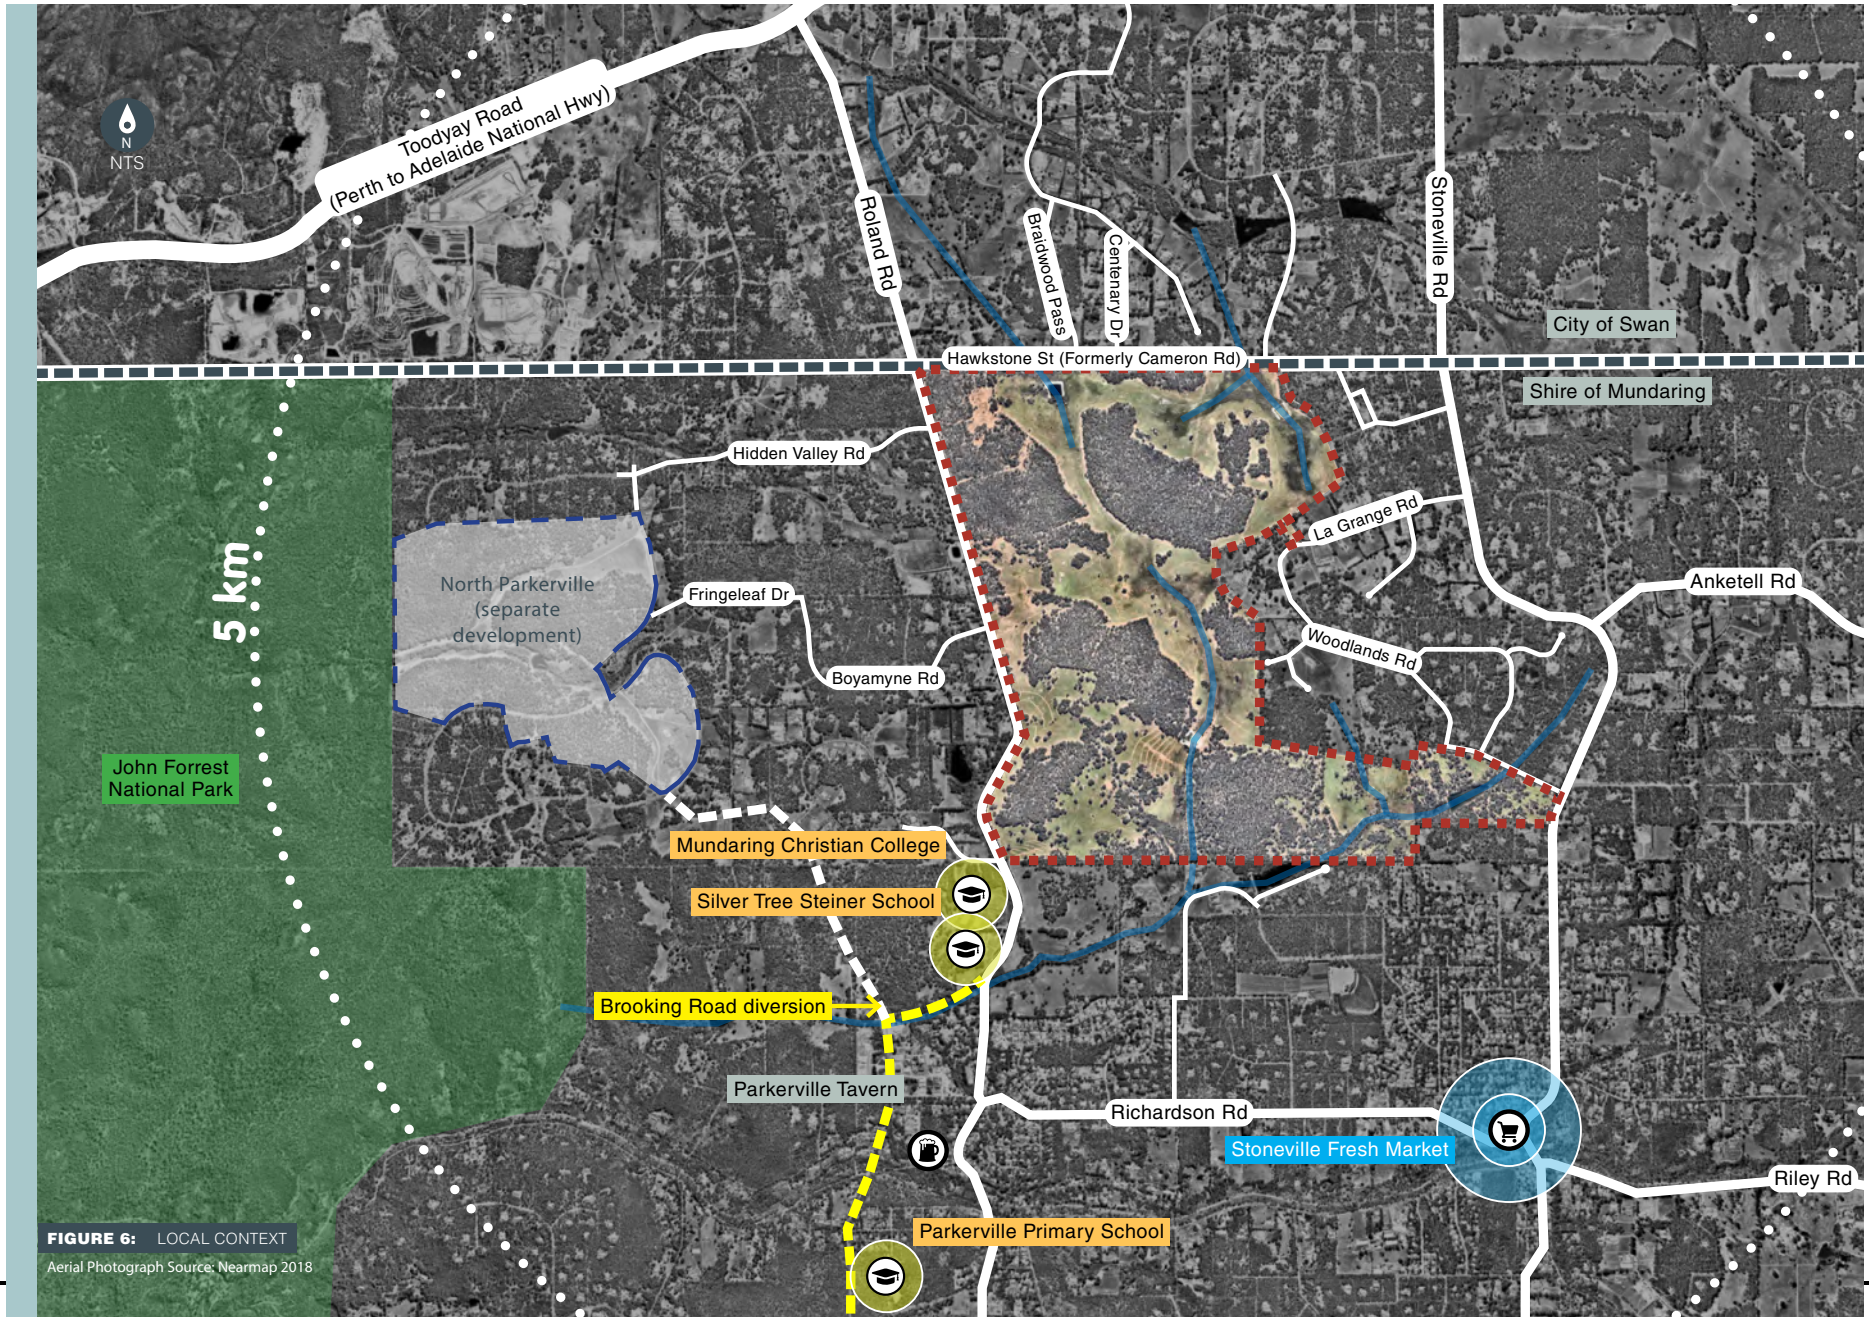 Toodyay Road
(Perth to Adelaide National Hwy)
N
NTS
Roland Rd
Braidwood Pass
Centenary Dr
Stoneville Rd
City of Swan
Hawkstone St (Formerly Cameron Rd)
Shire of Mundaring
Hidden Valley Rd
La Grange Rd
5 km
North Parkerville
(separate
development)
Fringeleaf Dr
Anketell Rd
Woodlands Rd
Boyamyne Rd
John Forrest
National Park
Mundaring Christian College
Silver Tree Steiner School
Brooking Road diversion
Parkerville Tavern
Richardson Rd
Stoneville Fresh Market
Riley Rd
Parkerville Primary School
FIGURE 6: LOCAL CONTEXT
Aerial Photograph Source: Nearmap 2018